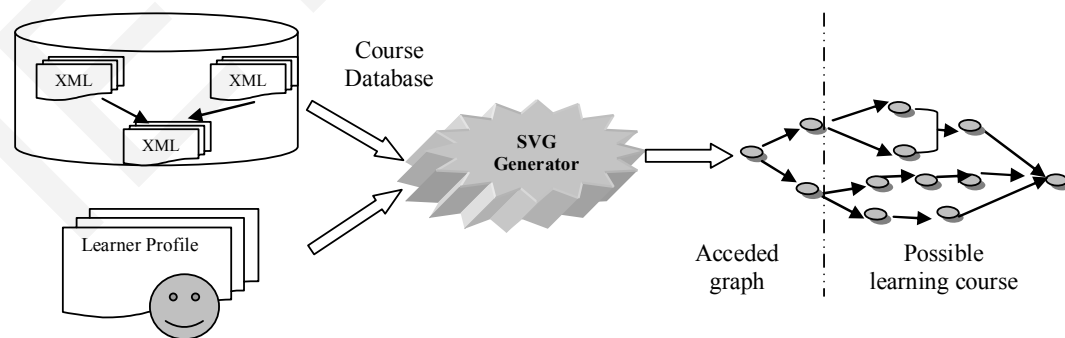 XML
XML
XML
Course
Database
SVG
Generator
Learner Profile
Acceded
graph
Possible
learning course